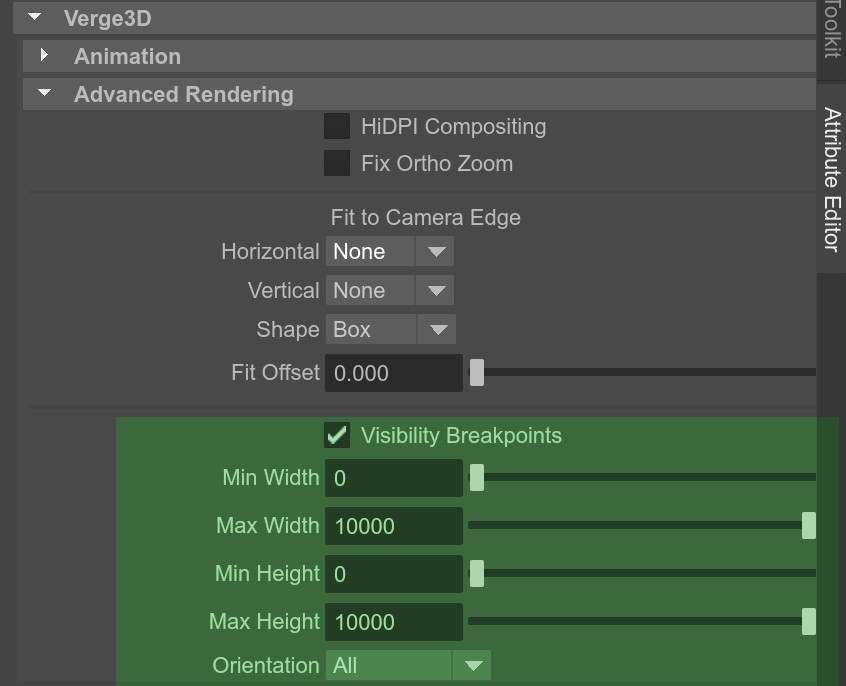 Verge3D
Animation
Advanced Rendering
HiDPI Compositing
Fix Ortho Zoom
Fit to Camera Edge
Horizontal None
Vertical None
Shape Box
Fit Offset 0.000
Visibility Breakpoints
Min Width 0
Max Width 10000
Min Height 0
Max Height 10000
Orientation All
Toolkit
Attribute Editor